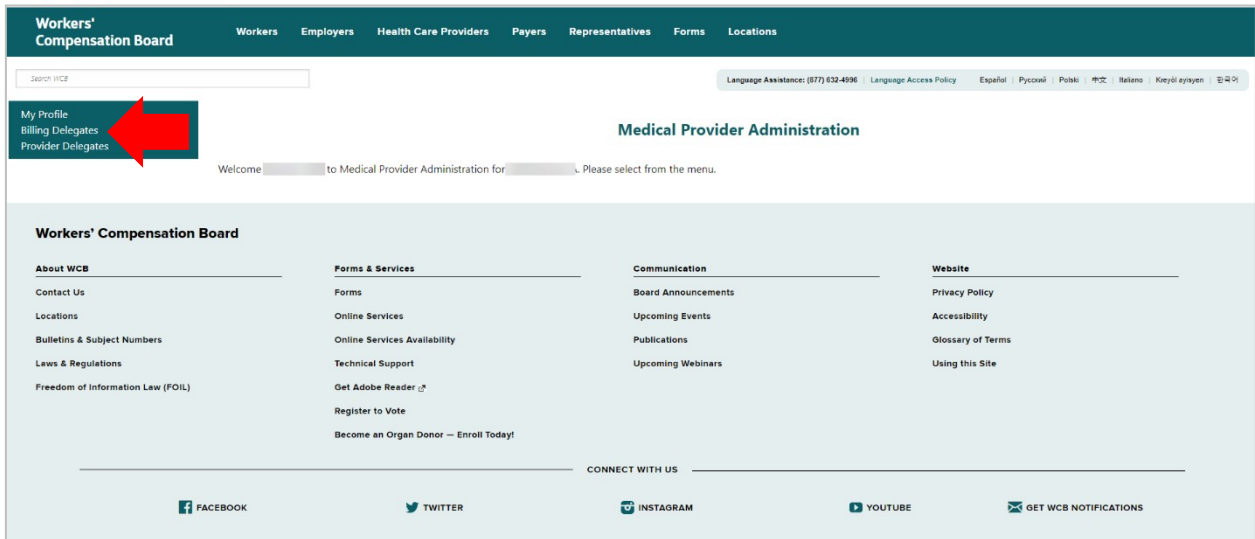 Workers'
Compensation Board
Workers Employers Health Care Providers Payers Representatives Forms Locations
Search WCB
Language Assistance: (877) 632-4996 | Language Access Policy Español | Русский | Polski | 中文 | Italiano | Kreyòl ayisyen | 한국어
My Profile
Billing Delegates
Provider Delegates
Medical Provider Administration
Welcome to Medical Provider Administration for . Please select from the menu.
Workers' Compensation Board
About WCB
Contact Us
Locations
Bulletins & Subject Numbers
Laws & Regulations
Freedom of Information Law (FOIL)
Forms & Services
Forms
Online Services
Online Services Availability
Technical Support
Get Adobe Reader
Register to Vote
Become an Organ Donor — Enroll Today!
Communication
Board Announcements
Upcoming Events
Publications
Upcoming Webinars
Website
Privacy Policy
Accessibility
Glossary of Terms
Using this Site
CONNECT WITH US
FACEBOOK TWITTER INSTAGRAM YOUTUBE GET WCB NOTIFICATIONS